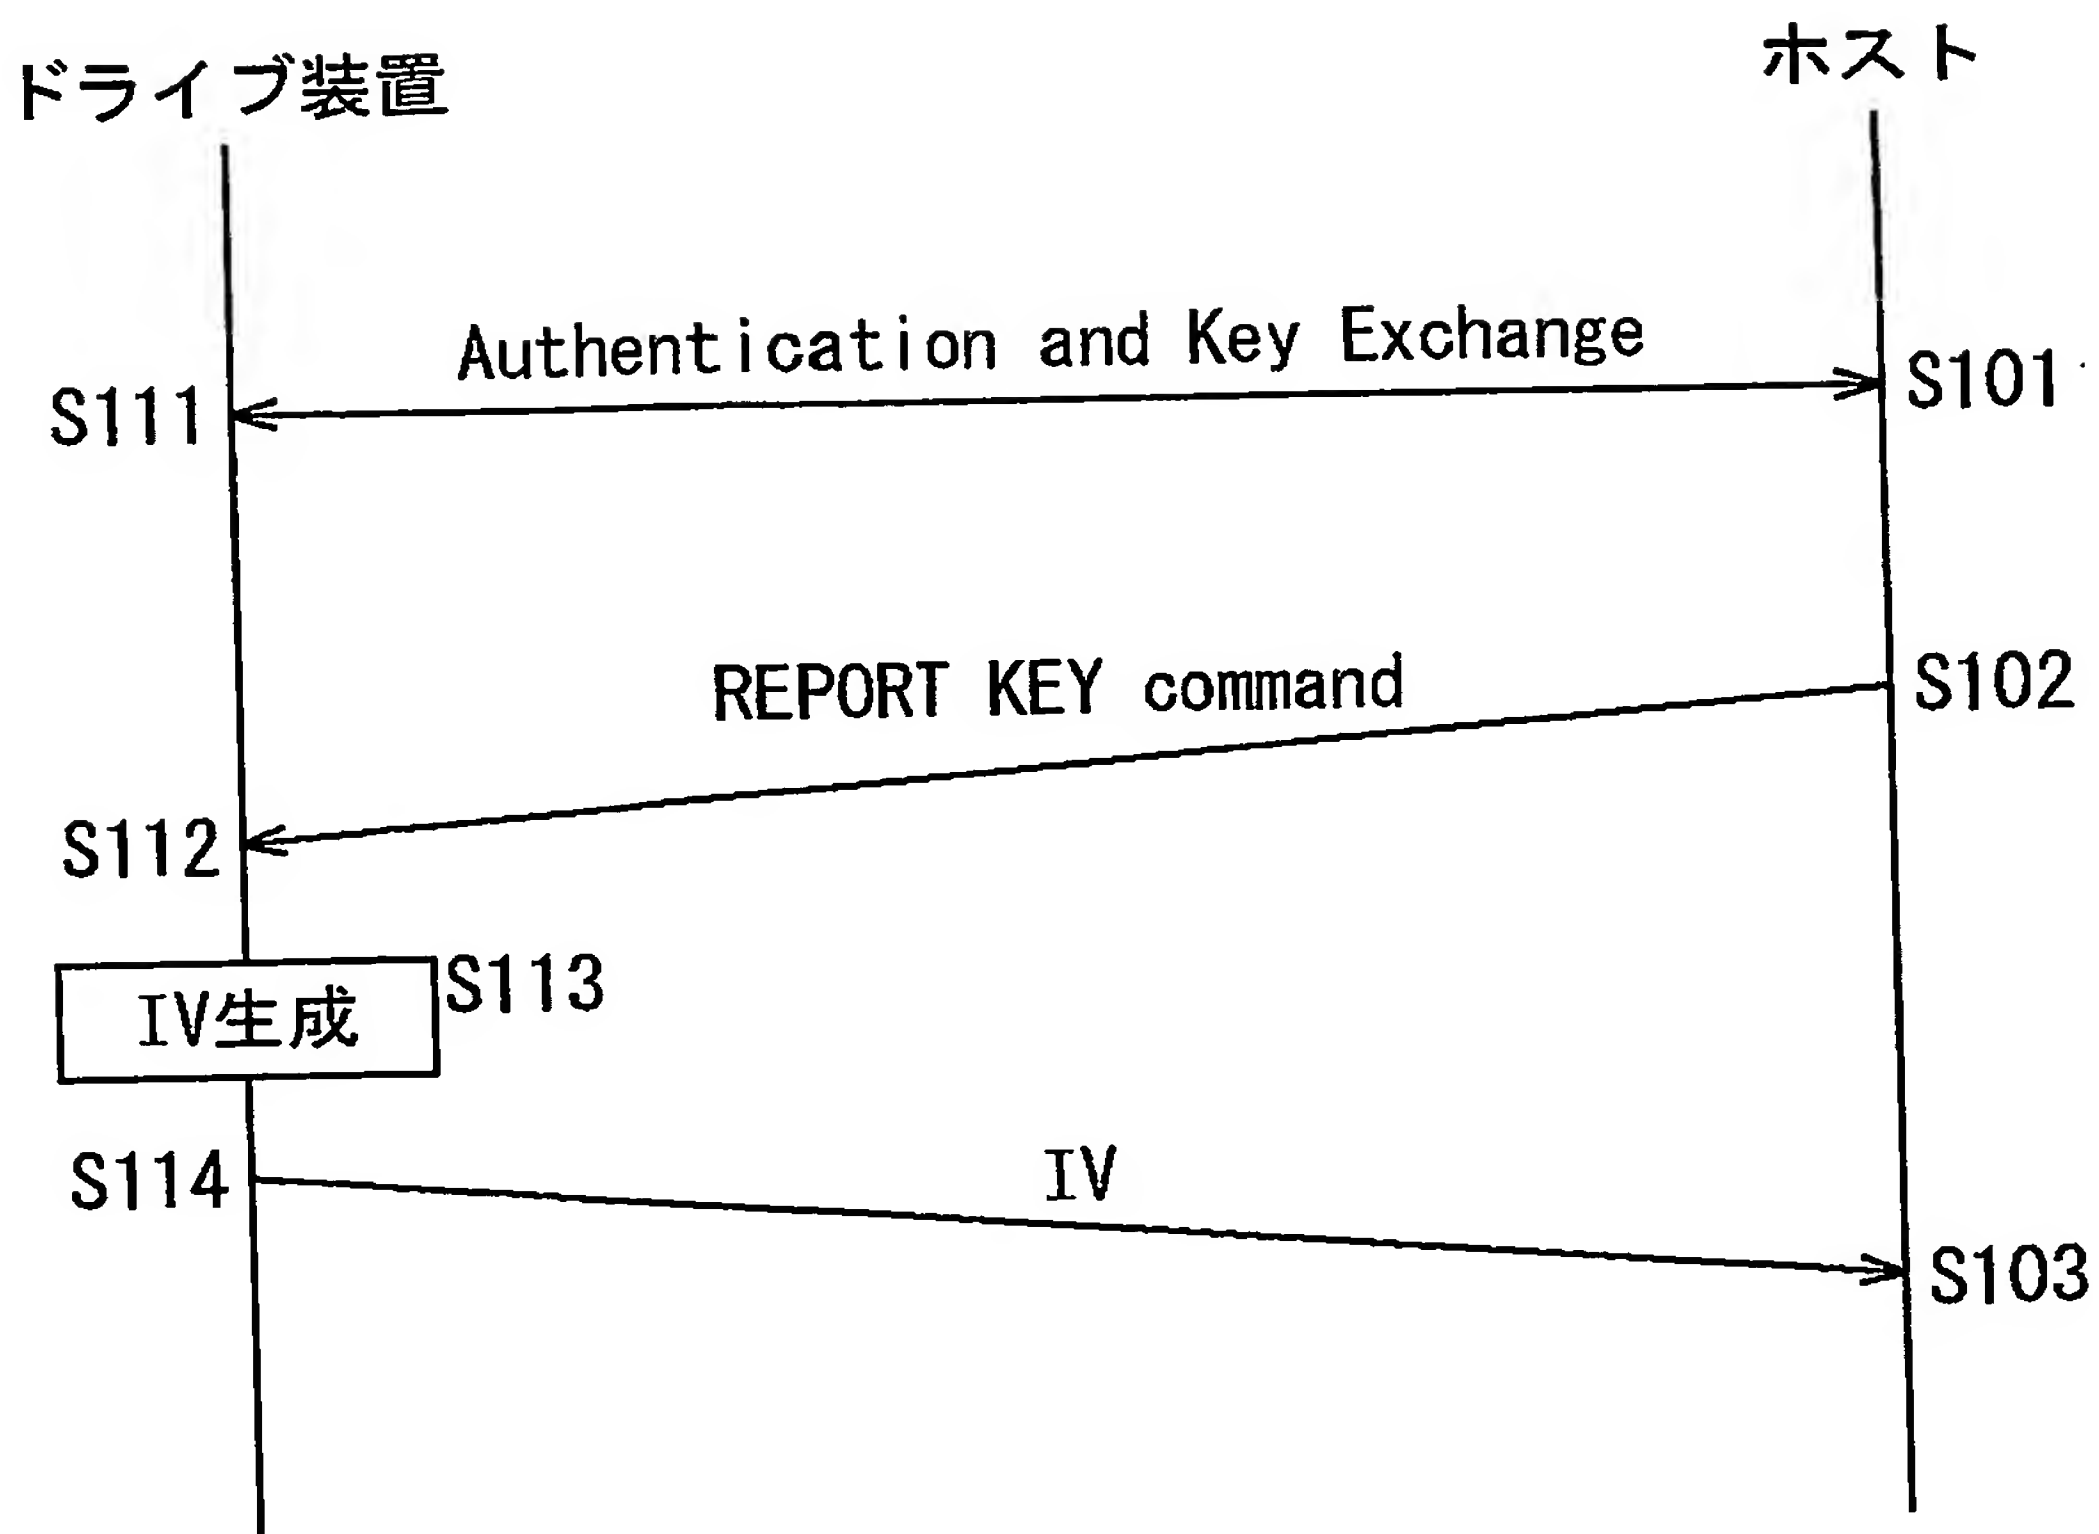 ドライブ装置
ホスト
Authentication and Key Exchange
S111
S101
REPORT KEY command
S102
S112
S113
IV生成
S114
IV
S103